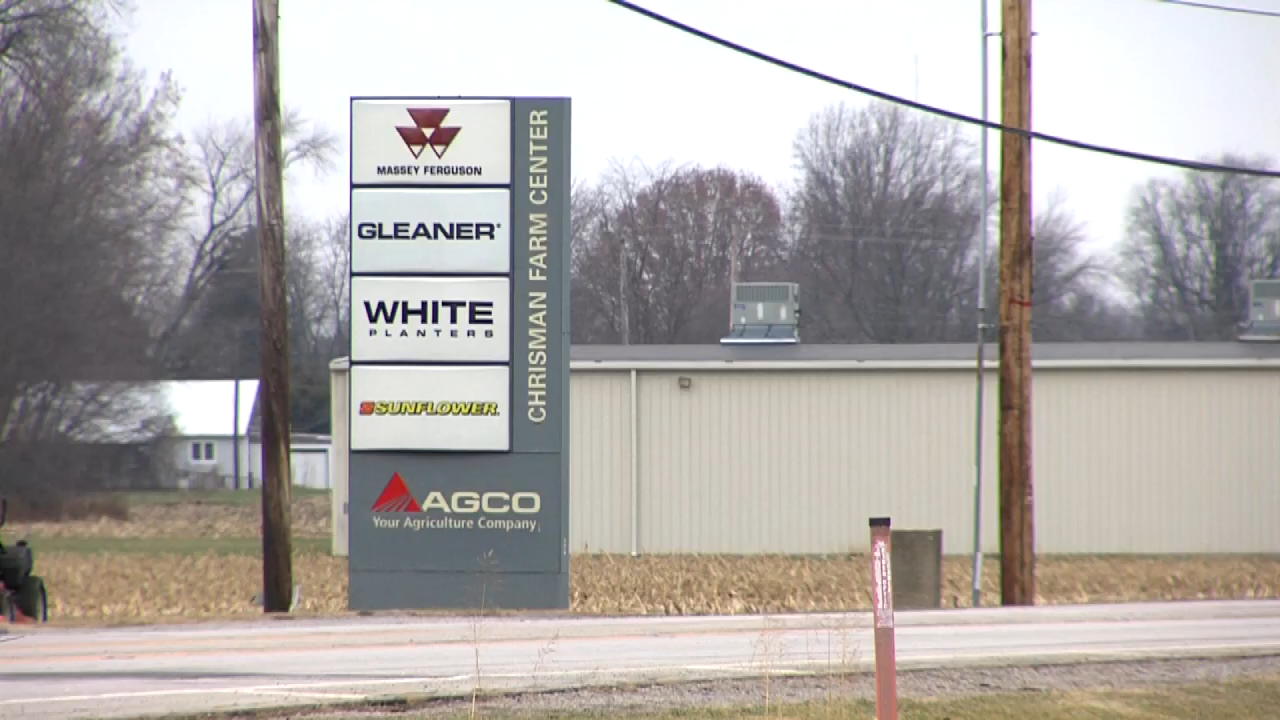 MASSEY FERGUSON
GLEANER
WHITE
PLANTERS
SUNFLOWER
CHRISMAN FARM CENTER
AGCO
Your Agriculture Company